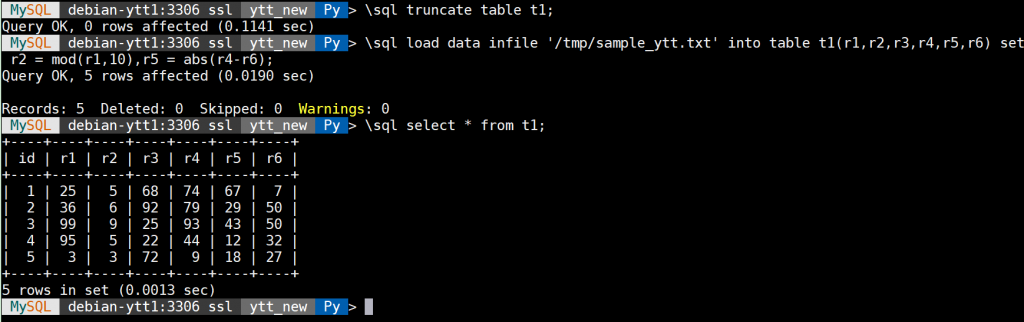 MySQL debian-ytt1:3306 ssl ytt_new Py > \sql truncate table t1;
Query OK, 0 rows affected (0.1141 sec)
MySQL debian-ytt1:3306 ssl ytt_new Py > \sql load data infile '/tmp/sample_ytt.txt' into table t1(r1,r2,r3,r4,r5,r6) set
r2 = mod(r1,10),r5 = abs(r4-r6);
Query OK, 5 rows affected (0.0190 sec)
Records: 5  Deleted: 0  Skipped: 0  Warnings: 0
MySQL debian-ytt1:3306 ssl ytt_new Py > \sql select * from t1;
+----+----+----+----+----+----+----+
| id | r1 | r2 | r3 | r4 | r5 | r6 |
+----+----+----+----+----+----+----+
|  1 | 25 |  5 | 68 | 74 | 67 |  7 |
|  2 | 36 |  6 | 92 | 79 | 29 | 50 |
|  3 | 99 |  9 | 25 | 93 | 43 | 50 |
|  4 | 95 |  5 | 22 | 44 | 12 | 32 |
|  5 |  3 |  3 | 72 |  9 | 18 | 27 |
+----+----+----+----+----+----+----+
5 rows in set (0.0013 sec)
MySQL debian-ytt1:3306 ssl ytt_new Py >